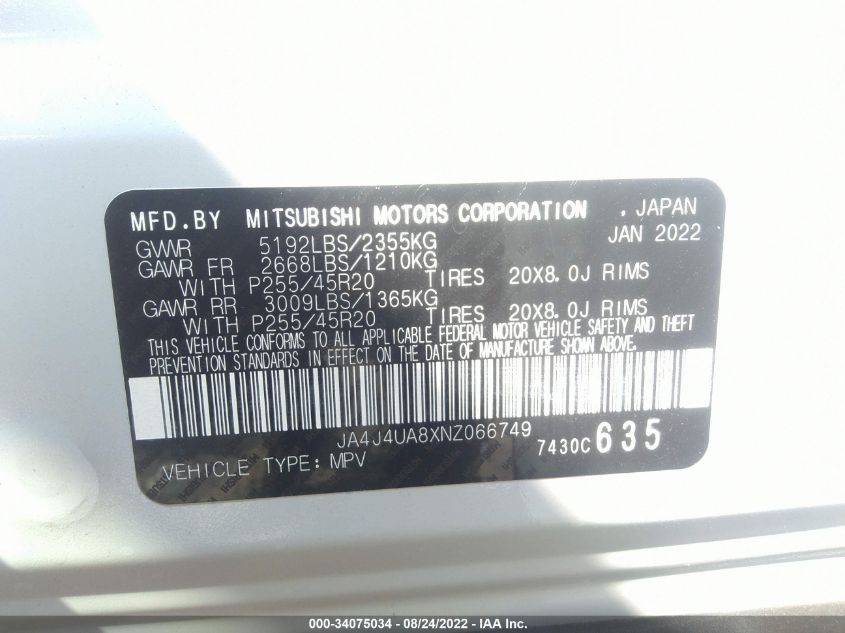 MFD.BY MITSUBISHI MOTORS CORPORATION . JAPAN
GVWR 5192LBS/2355KG JAN 2022
GAWR FR 2668LBS/1210KG
WITH P255/45R20 TIRES 20X8.0J RIMS
GAWR RR 3009LBS/1365KG
WITH P255/45R20 TIRES 20X8.0J RIMS
THIS VEHICLE CONFORMS TO ALL APPLICABLE FEDERAL MOTOR VEHICLE SAFETY AND THEFT
PREVENTION STANDARDS IN EFFECT ON THE DATE OF MANUFACTURE SHOWN ABOVE.
JA4J4UA8XNZ066749
7430C 635
VEHICLE TYPE: MPV
000-34075034 - 08/24/2022 - IAA Inc.